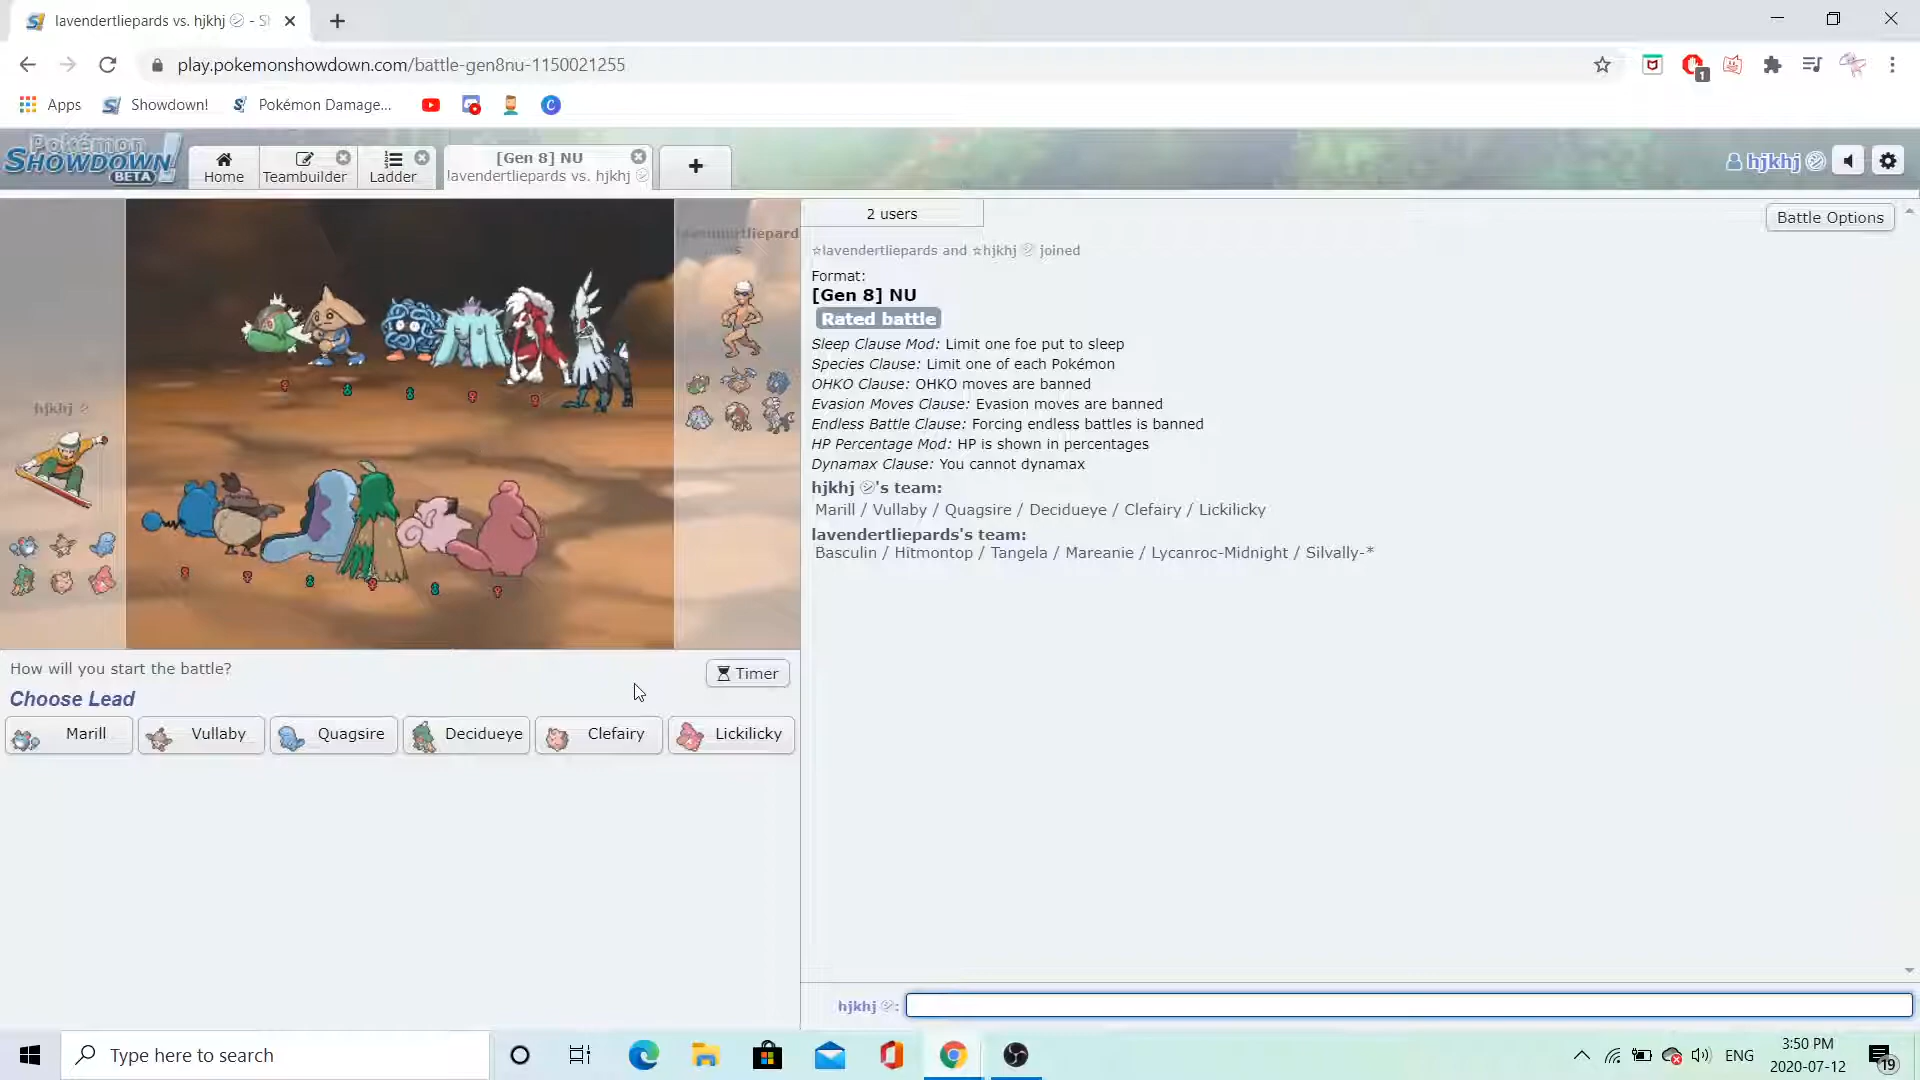 lavendertliepards vs. hjkhj
play.pokemonshowdown.com/battle-gen8nu-1150021255
1
Apps Showdown! Pokémon Damage...
Pokémon
SHOWDOWN!
BETA
Home
Teambuilder
Ladder
[Gen 8] NU
lavendertliepards vs. hjkhj
+
hjkhj
2 users
Battle Options
☆lavendertliepards and ☆hjkhj joined
Format:
[Gen 8] NU
Rated battle
Sleep Clause Mod: Limit one foe put to sleep
Species Clause: Limit one of each Pokémon
OHKO Clause: OHKO moves are banned
Evasion Moves Clause: Evasion moves are banned
Endless Battle Clause: Forcing endless battles is banned
HP Percentage Mod: HP is shown in percentages
Dynamax Clause: You cannot dynamax
hjkhj 's team:
Marill / Vullaby / Quagsire / Decidueye / Clefairy / Lickilicky
lavendertliepards's team:
Basculin / Hitmontop / Tangela / Mareanie / Lycanroc-Midnight / Silvally-*
hjkhj
How will you start the battle?
Timer
Choose Lead
Marill Vullaby Quagsire Decidueye Clefairy Lickilicky
hjkhj :
Type here to search
ENG
3:50 PM
2020-07-12
19